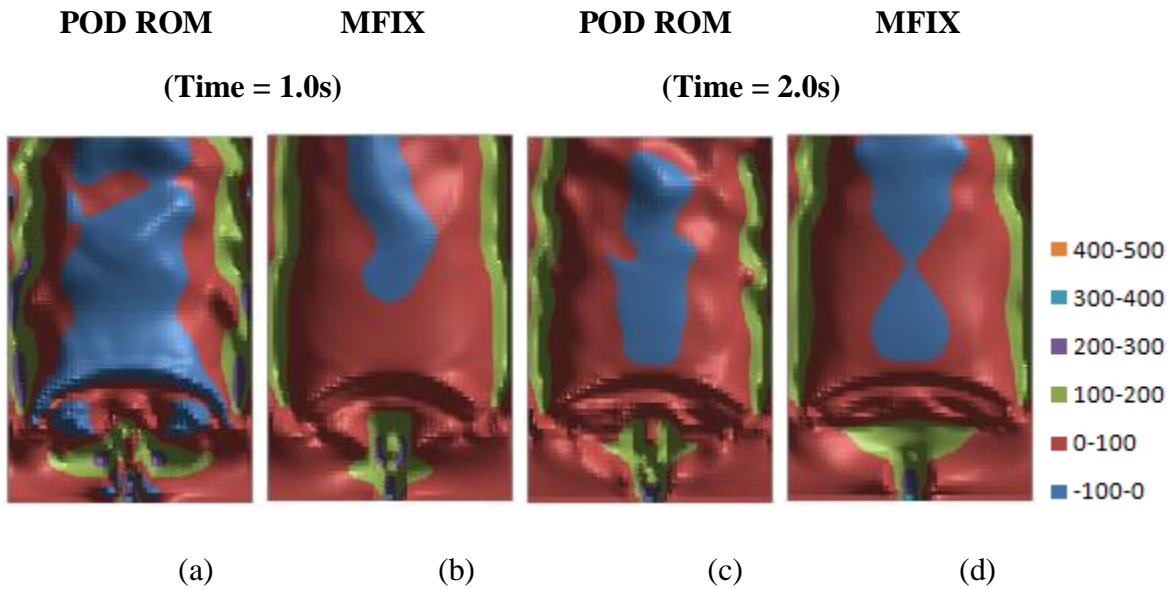 POD ROM MFIX POD ROM MFIX
(Time = 1.0s) (Time = 2.0s)
400-500
300-400
200-300
100-200
0-100
-100-0
(a) (b) (c) (d)